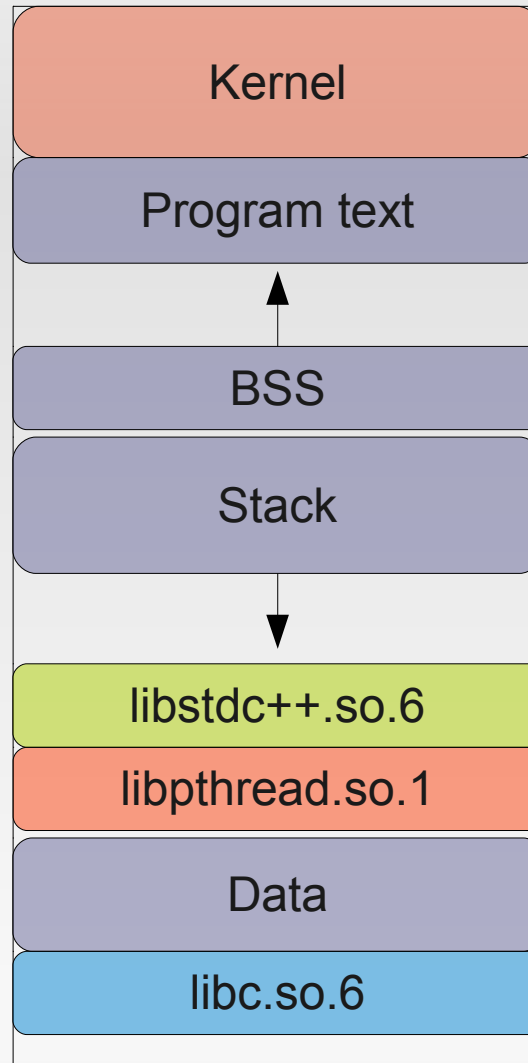 Kernel
Program text
BSS
Stack
libstdc++.so.6
libpthread.so.1
Data
libc.so.6